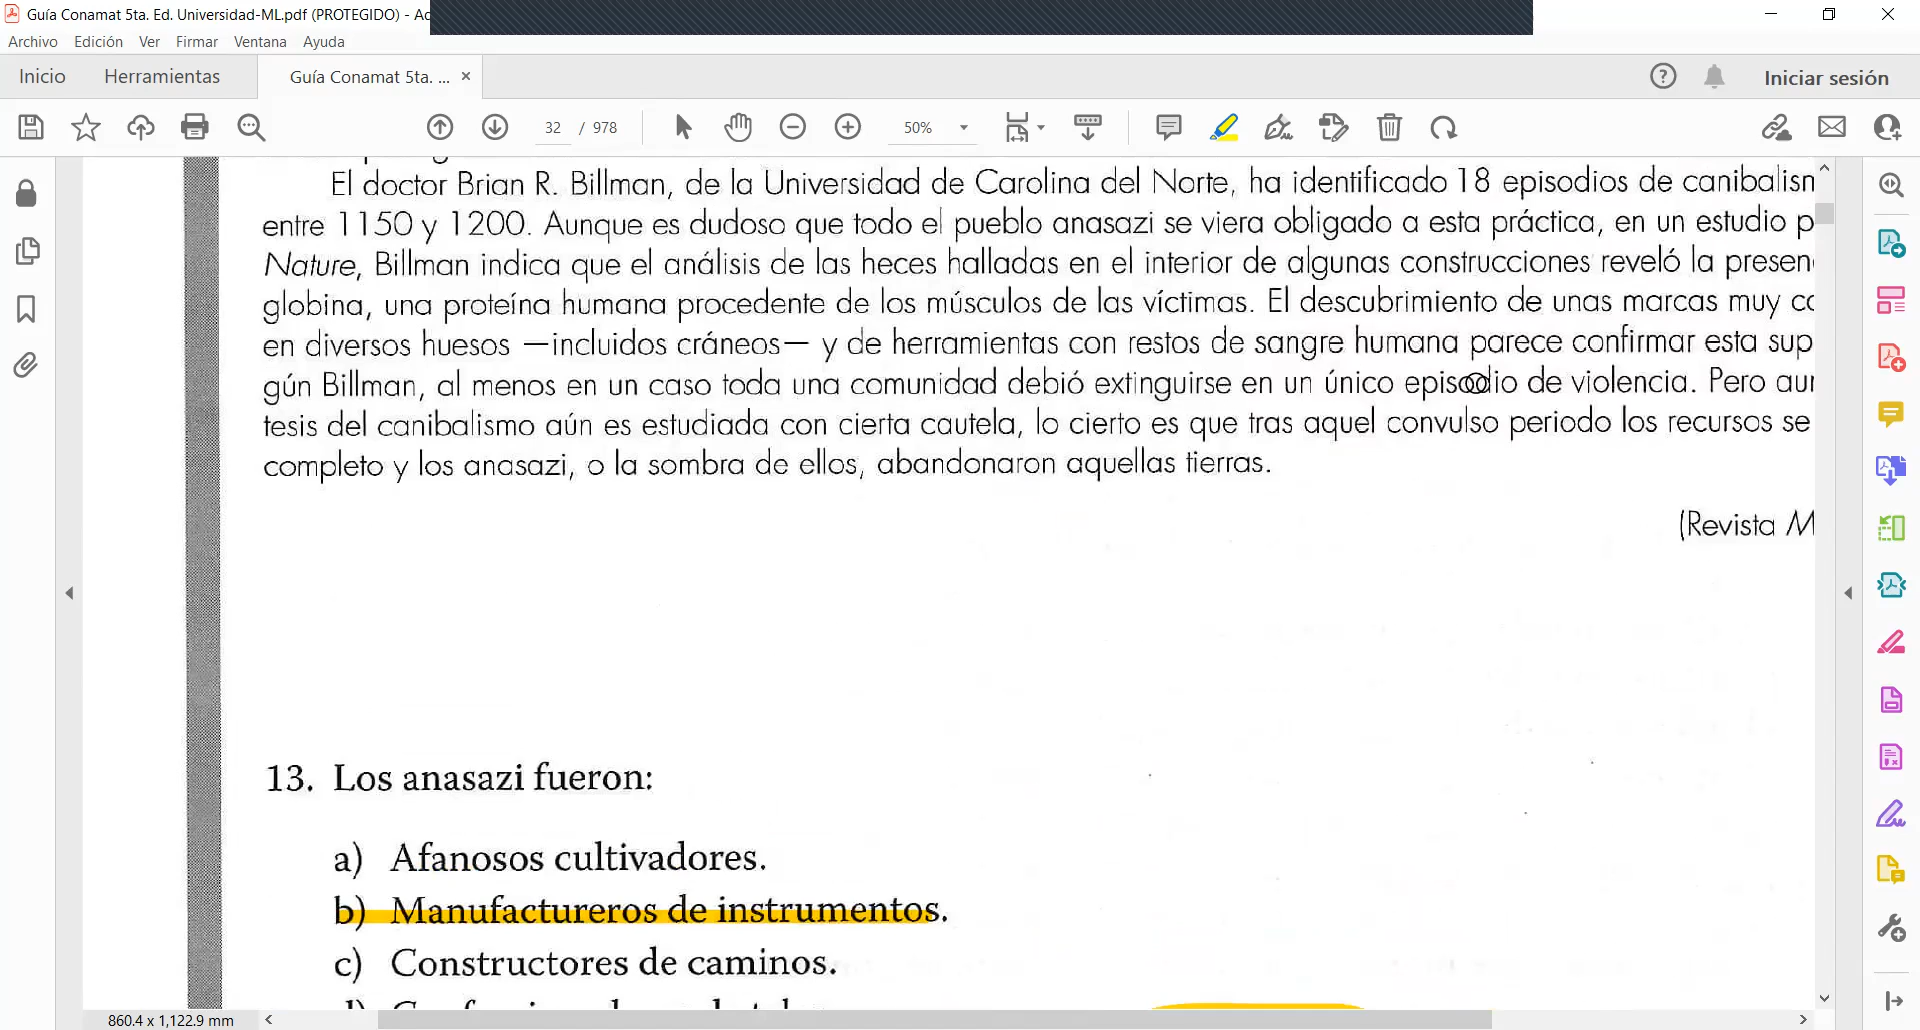 Guía Conamat 5ta. Ed. Universidad-ML.pdf (PROTEGIDO) - Ac
Archivo Edición Ver Firmar Ventana Ayuda
Inicio Herramientas Guía Conamat 5ta. ... × Iniciar sesión
32 / 978 50%
El doctor Brian R. Billman, de la Universidad de Carolina del Norte, ha identificado 18 episodios de canibalism
entre 1150 y 1200. Aunque es dudoso que todo el pueblo anasazi se viera obligado a esta práctica, en un estudio p
Nature, Billman indica que el análisis de las heces halladas en el interior de algunas construcciones reveló la presen
globina, una proteína humana procedente de los músculos de las víctimas. El descubrimiento de unas marcas muy co
en diversos huesos —incluidos cráneos— y de herramientas con restos de sangre humana parece confirmar esta sup
gún Billman, al menos en un caso toda una comunidad debió extinguirse en un único episodio de violencia. Pero aun
tesis del canibalismo aún es estudiada con cierta cautela, lo cierto es que tras aquel convulso periodo los recursos se
completo y los anasazi, o la sombra de ellos, abandonaron aquellas tierras.
(Revista M
13. Los anasazi fueron:
a) Afanosos cultivadores.
b) Manufactureros de instrumentos.
c) Constructores de caminos.
860.4 x 1,122.9 mm